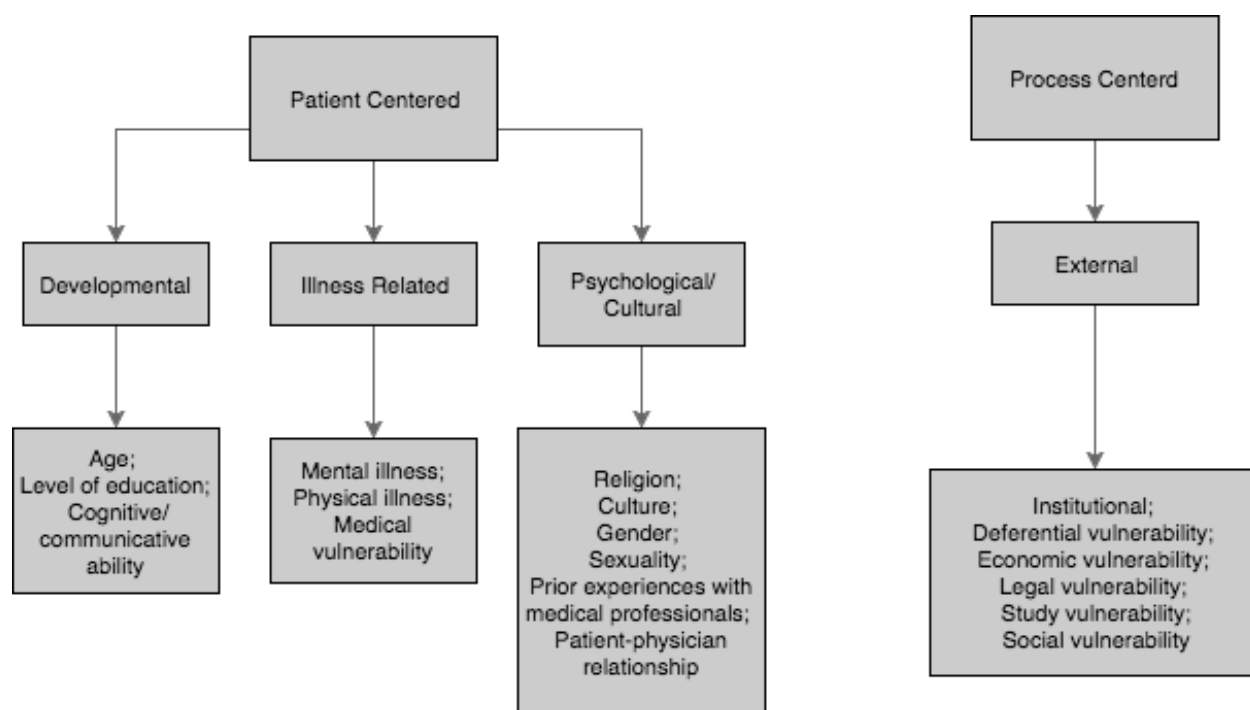 Patient Centered
Process Centerd
Developmental
Illness Related
Psychological/
Cultural
External
Age;
Level of education;
Cognitive/
communicative
ability
Mental illness;
Physical illness;
Medical
vulnerability
Religion;
Culture;
Gender;
Sexuality;
Prior experiences with
medical professionals;
Patient-physician
relationship
Institutional;
Deferential vulnerability;
Economic vulnerability;
Legal vulnerability;
Study vulnerability;
Social vulnerability